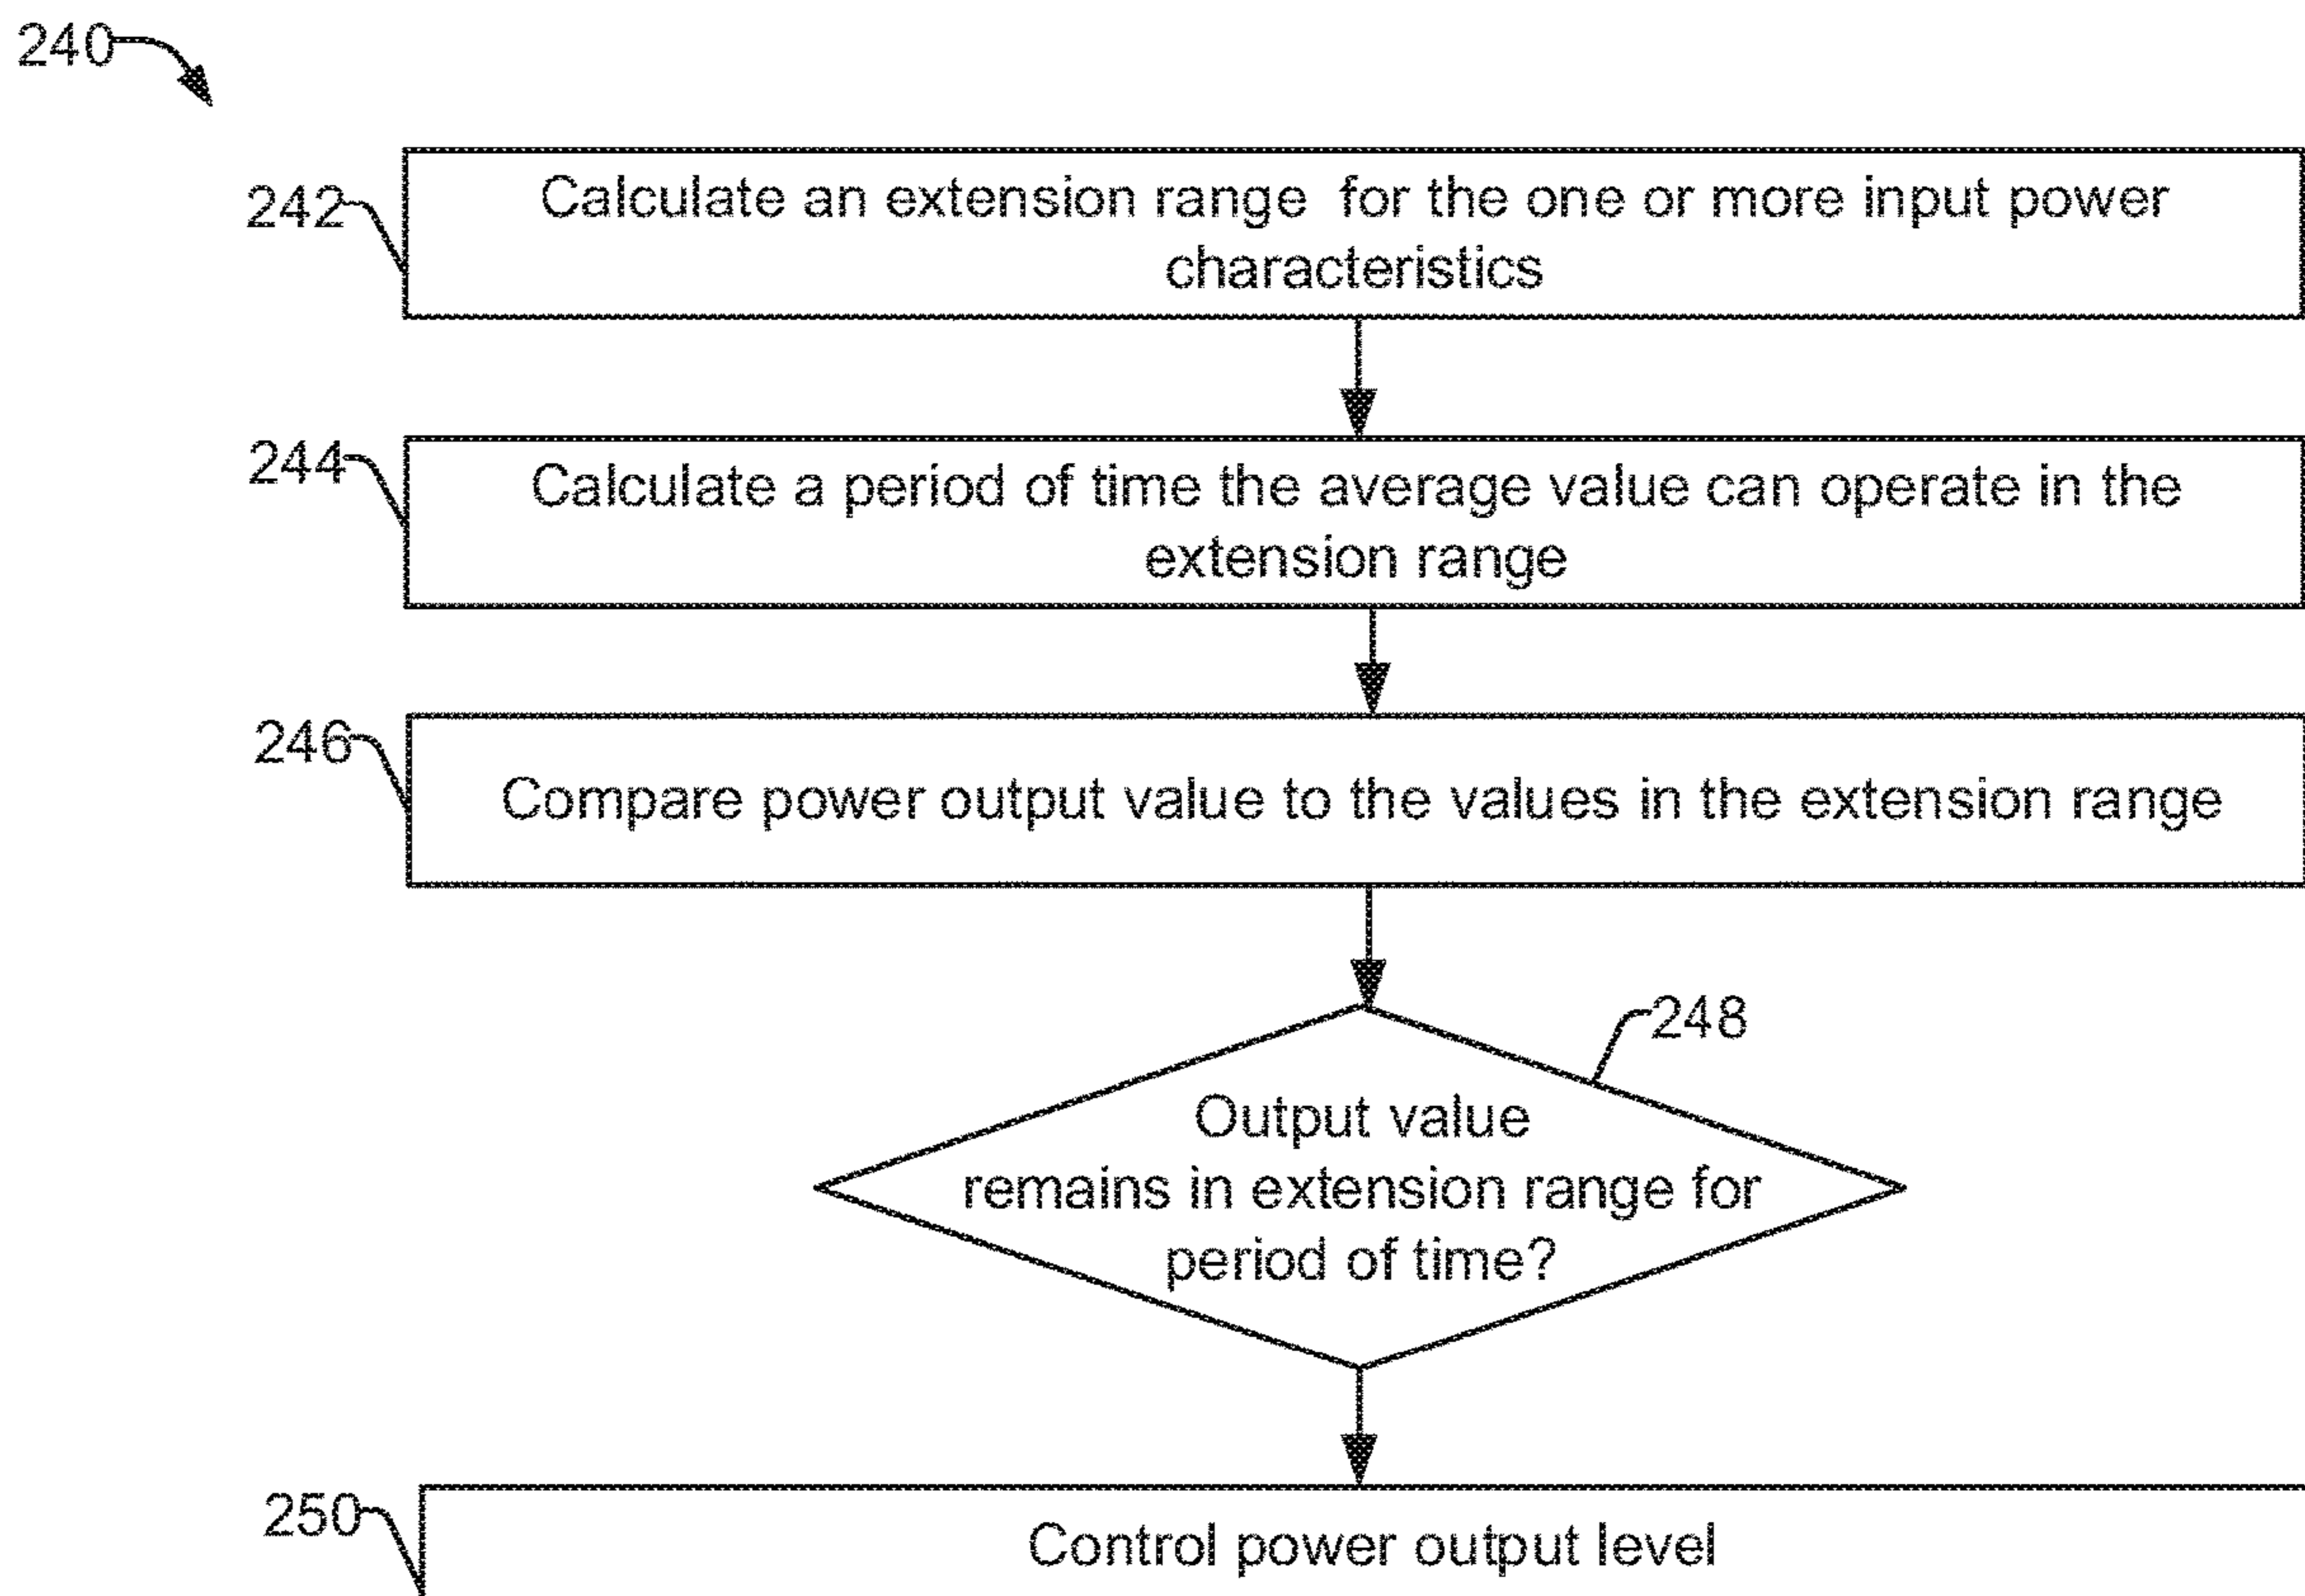 240
242
Calculate an extension range for the one or more input power
characteristics
244
Calculate a period of time the average value can operate in the
extension range
246
Compare power output value to the values in the extension range
248
Output value
remains in extension range for
period of time?
250
Control power output level